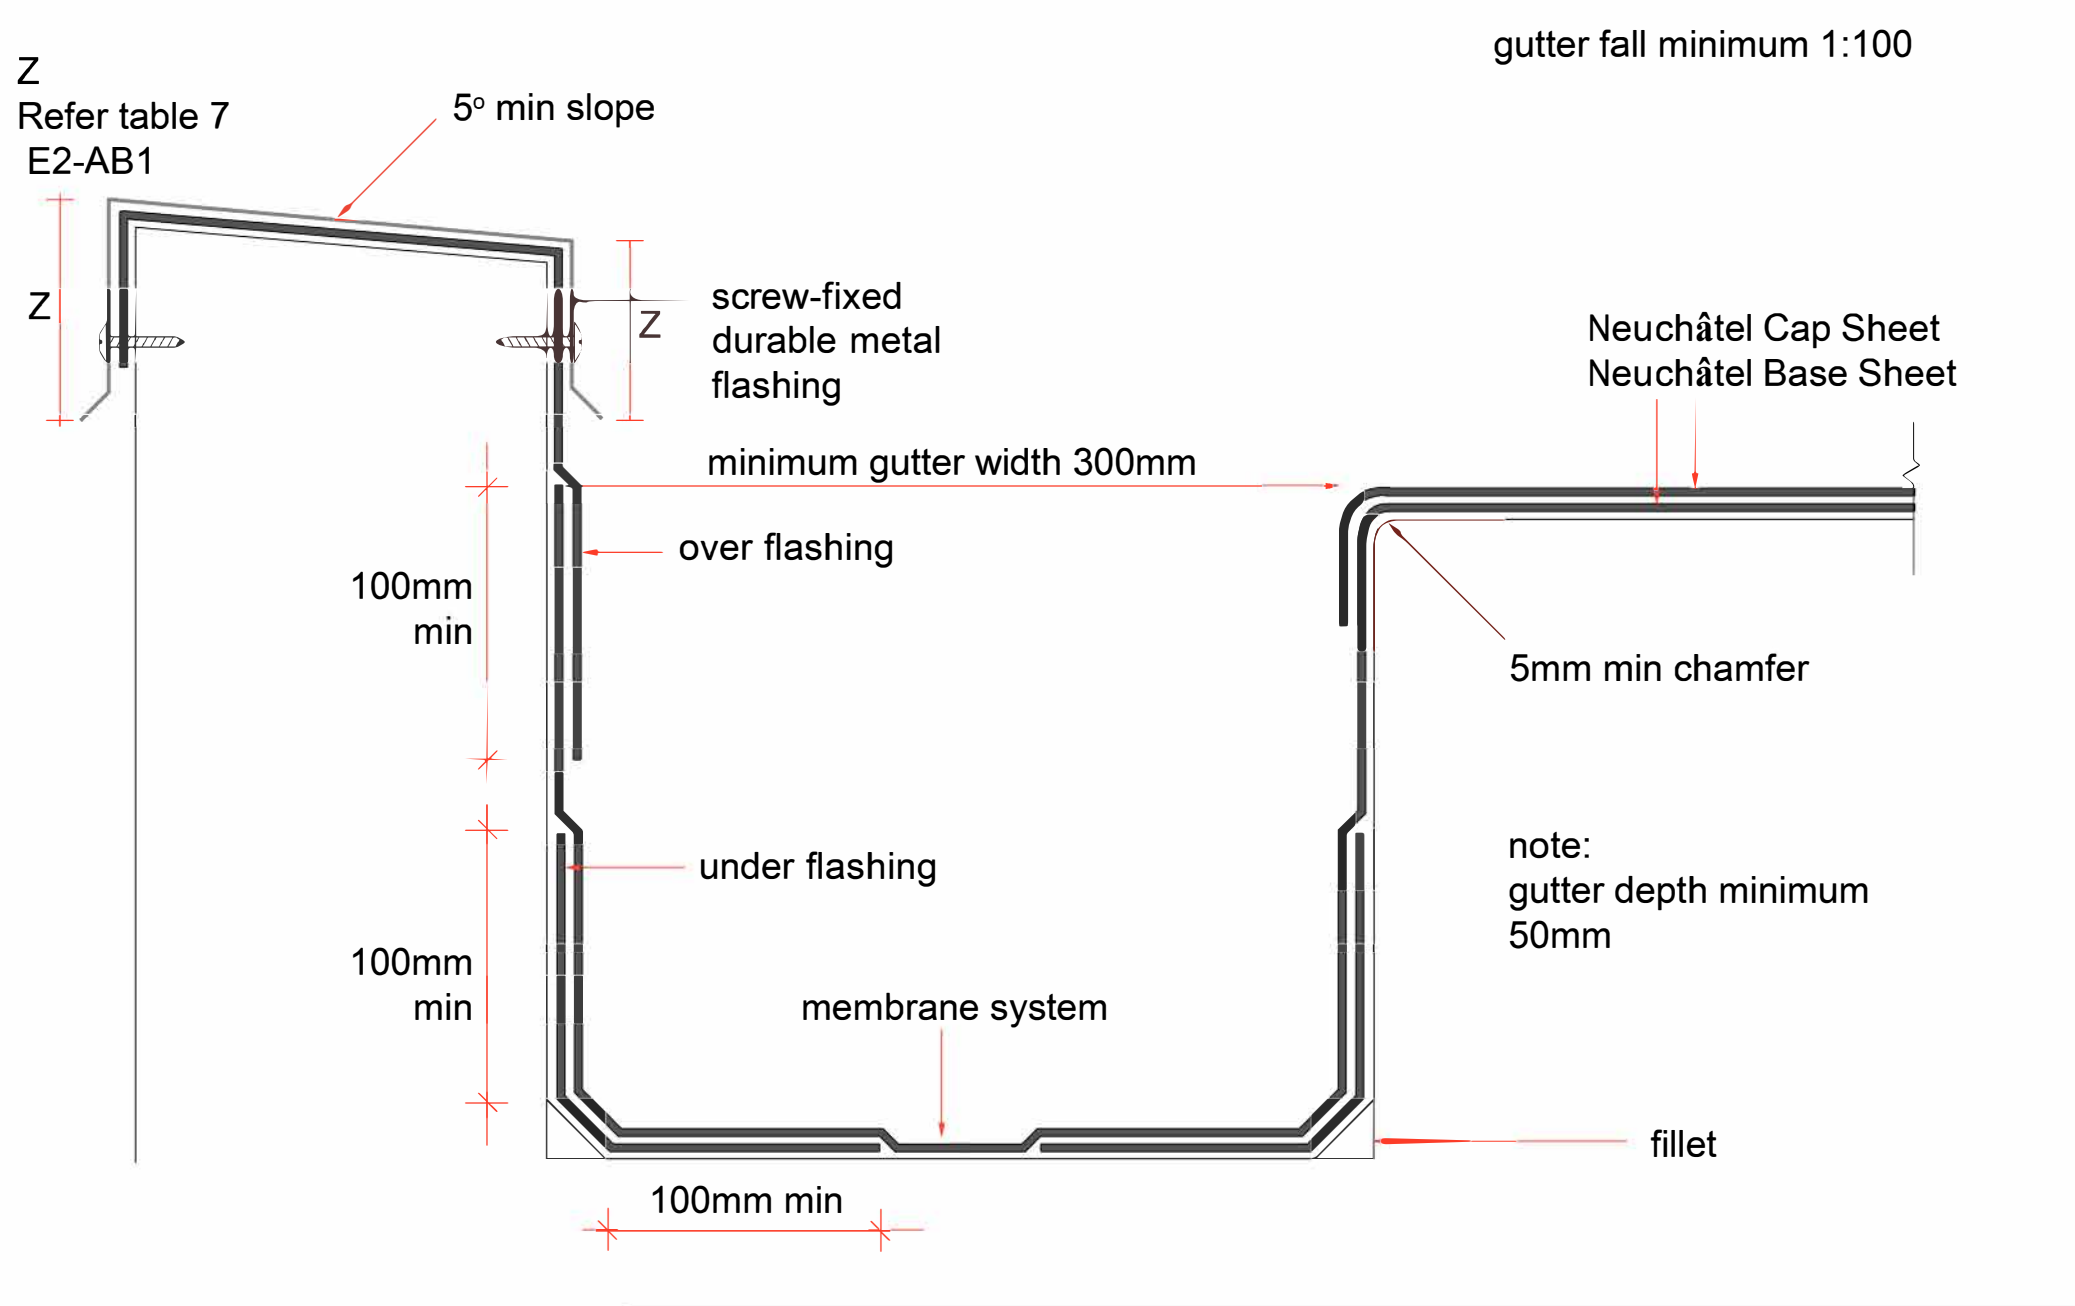 gutter fall minimum 1:100
Z
Refer table 7
E2-AB1
5º min slope
Z
Z
screw-fixed
durable metal
flashing
Neuchâtel Cap Sheet
Neuchâtel Base Sheet
minimum gutter width 300mm
over flashing
100mm
min
5mm min chamfer
under flashing
note:
gutter depth minimum
50mm
100mm
min
membrane system
fillet
100mm min